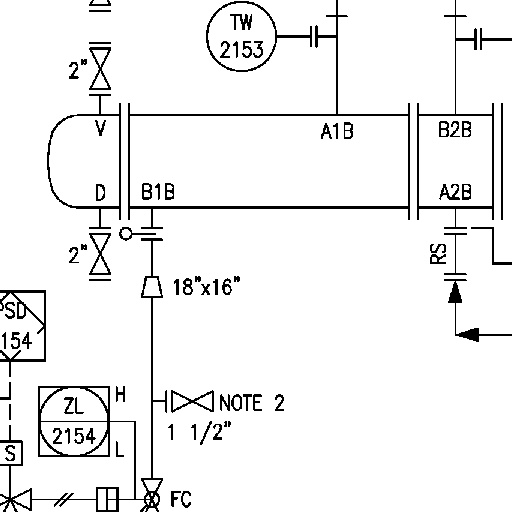 TW
2153
2"
V
A1B
B2B
D
B1B
A2B
2"
RS
18"x16"
PSD
154
ZL
2154
H
L
NOTE 2
1 1/2"
S
FC